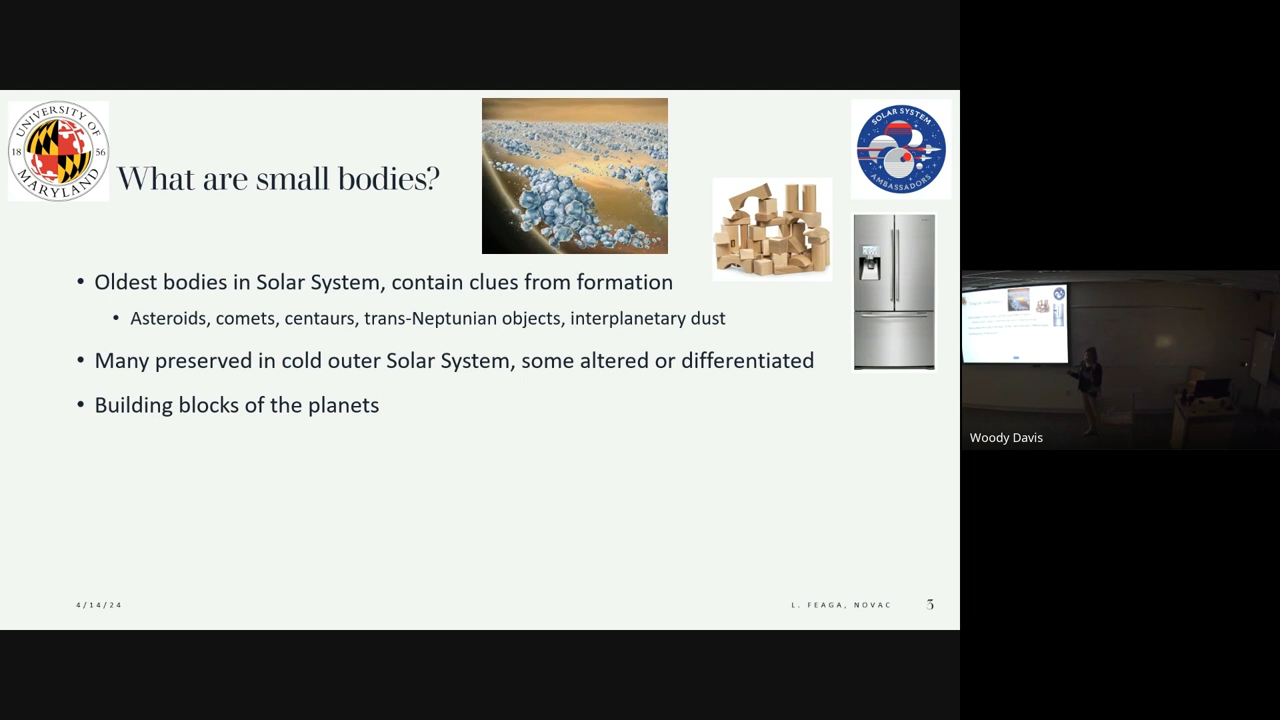 UNIVERSITY OF
18 56
MARYLAND
What are small bodies?
SOLAR SYSTEM
AMBASSADORS
• Oldest bodies in Solar System, contain clues from formation
• Asteroids, comets, centaurs, trans-Neptunian objects, interplanetary dust
• Many preserved in cold outer Solar System, some altered or differentiated
• Building blocks of the planets
4/14/24
L. FEAGA, NOVAC
3
Woody Davis